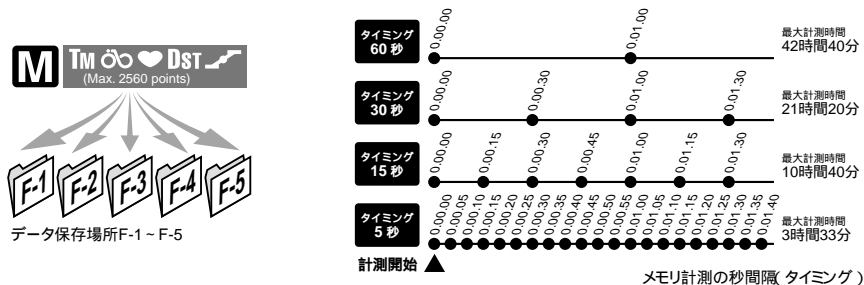 M TM DST
(Max. 2560 points)
F-1 F-2 F-3 F-4 F-5
データ保存場所F-1~F-5
タイミング
60 秒
0.00.00 0.01.00
最大計測時間
42時間40分
タイミング
30 秒
0.00.00 0.00.30 0.01.00 0.01.30
最大計測時間
21時間20分
タイミング
15 秒
0.00.00 0.00.15 0.00.30 0.00.45 0.01.00 0.01.15 0.01.30
最大計測時間
10時間40分
タイミング
5 秒
0.00.00 0.00.05 0.00.10 0.00.15 0.00.20 0.00.25 0.00.30 0.00.35 0.00.40 0.00.45 0.00.50 0.00.55 0.01.00 0.01.05 0.01.10 0.01.15 0.01.20 0.01.25 0.01.30 0.01.35 0.01.40
最大計測時間
3時間33分
計測開始
メモリ計測の秒間隔(タイミング)